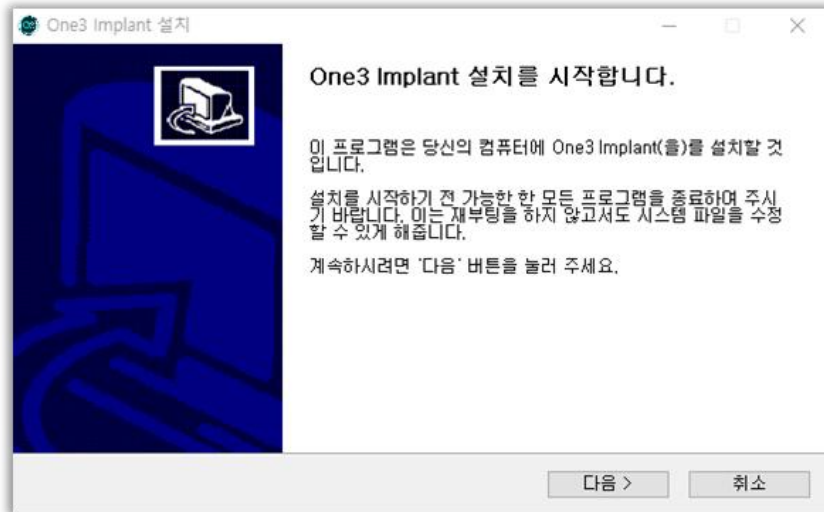 One3 Implant 설치
One3 Implant 설치를 시작합니다.
이 프로그램은 당신의 컴퓨터에 One3 Implant(을)를 설치할 것
입니다.
설치를 시작하기 전 가능한 한 모든 프로그램을 종료하여 주시
기 바랍니다. 이는 재부팅을 하지 않고서도 시스템 파일을 수정
할 수 있게 해줍니다.
계속하시려면 '다음' 버튼을 눌러 주세요.
다음 > 취소